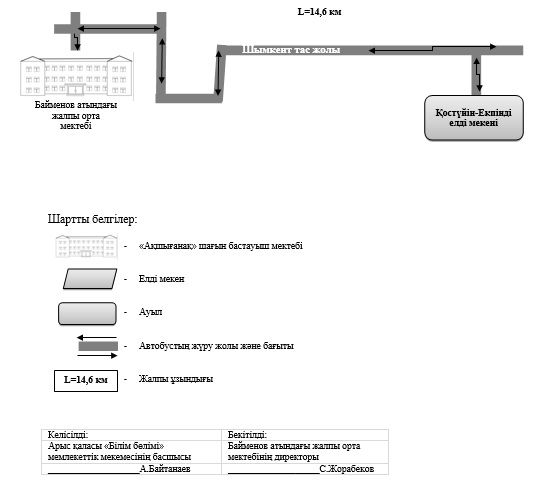 L=14,6 км
Шымкент тас жолы
Байменов атындағы
жалпы орта
мектебі
Қостүйін-Екпінді
елді мекені
Шартты белгілер:
- «Ақшығанақ» шағын бастауыш мектебі
- Елді мекен
- Ауыл
- Автобустың жүру жолы және бағыты
L=14,6 км - Жалпы ұзындығы
Келісілді: Бекітілді:
Арыс қаласы «Білім бөлімі» Байменов атындағы жалпы орта
мемлекеттік мекемесінің басшысы мектебінің директоры
___________________А.Байтанаев ___________________С.Жорабеков